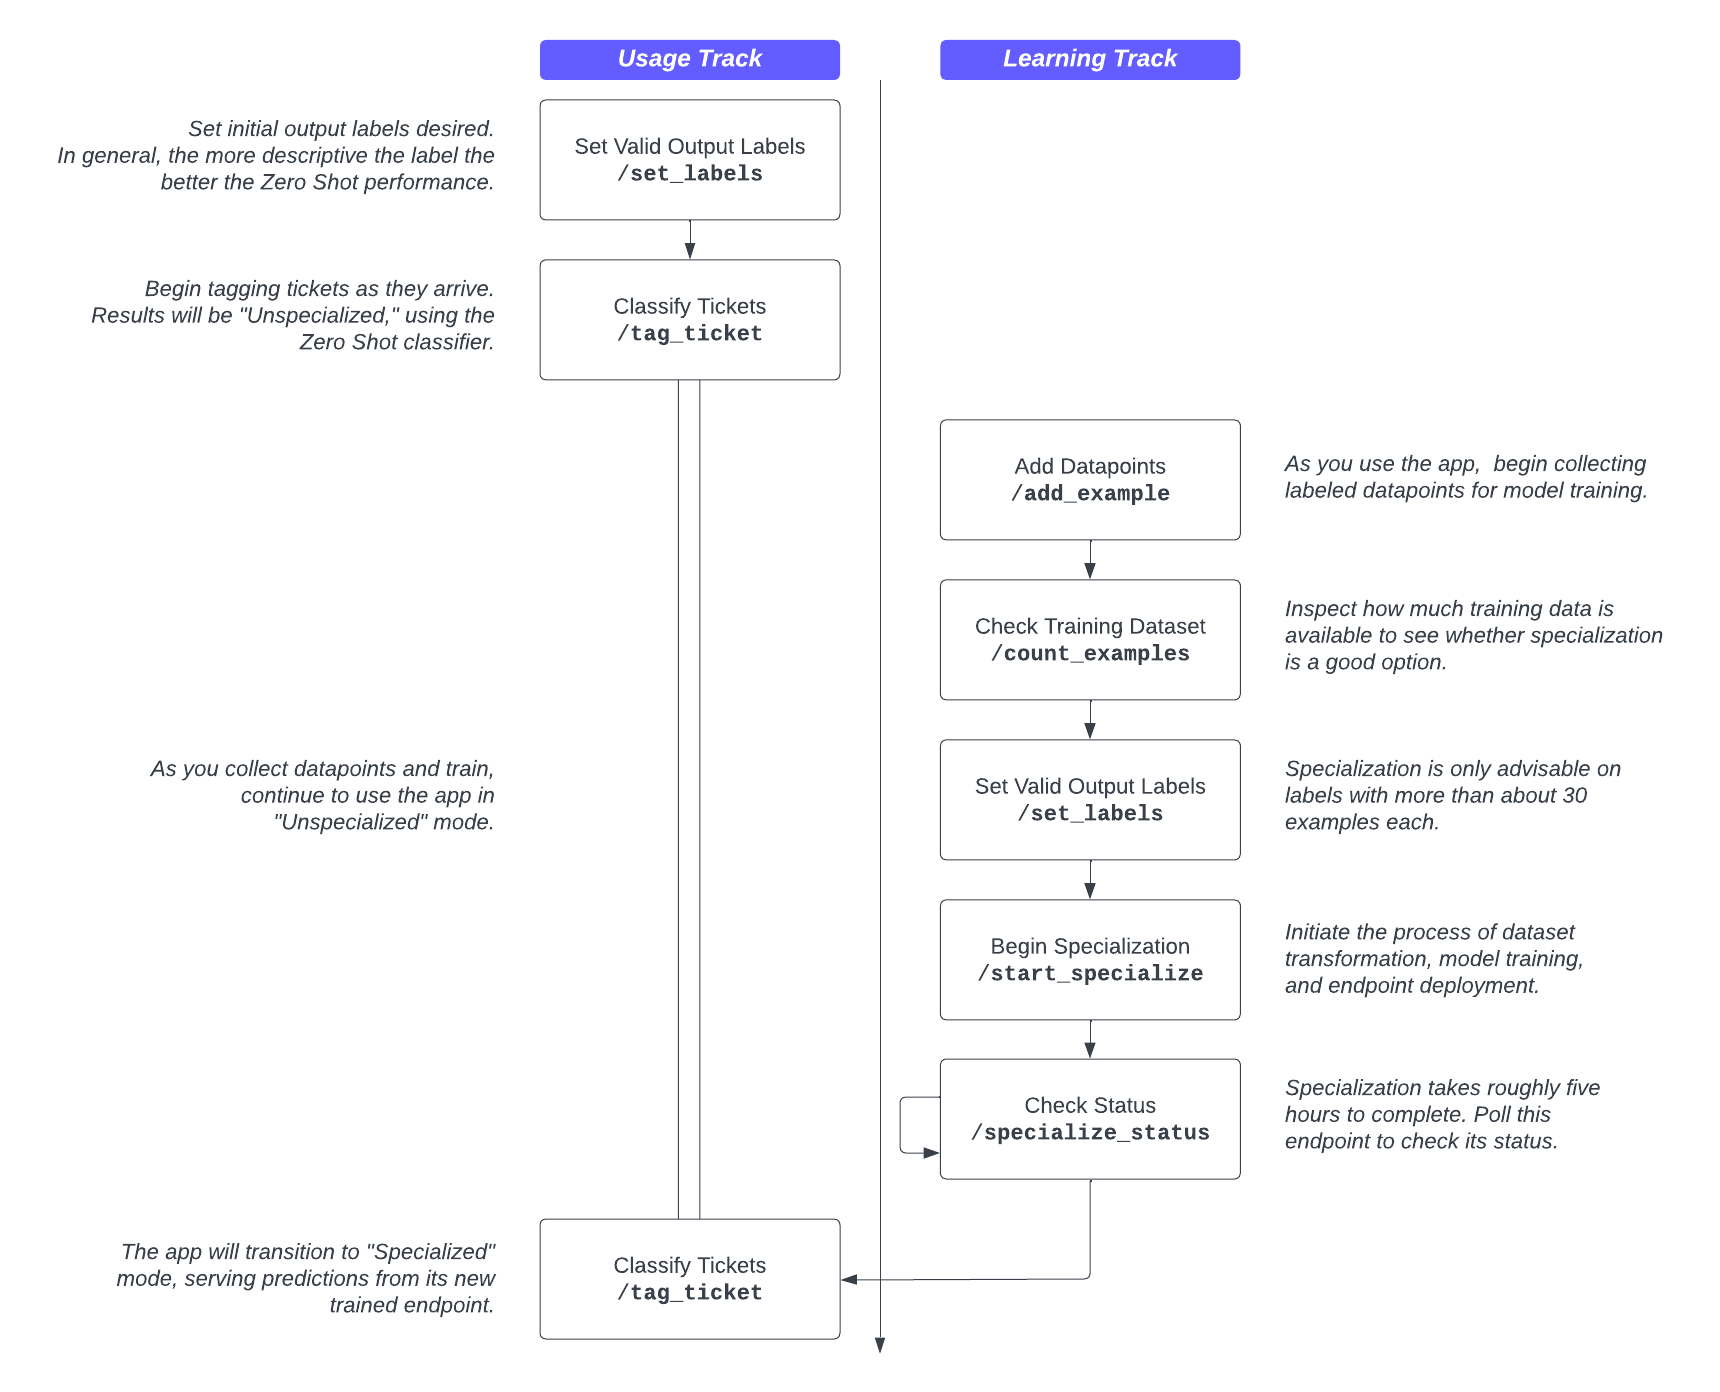 Usage Track
Learning Track
Set initial output labels desired.
In general, the more descriptive the label the
better the Zero Shot performance.
Set Valid Output Labels
/set_labels
Begin tagging tickets as they arrive.
Results will be "Unspecialized," using the
Zero Shot classifier.
Classify Tickets
/tag_ticket
Add Datapoints
/add_example
As you use the app,  begin collecting
labeled datapoints for model training.
Check Training Dataset
/count_examples
Inspect how much training data is
available to see whether specialization
is a good option.
As you collect datapoints and train,
continue to use the app in
"Unspecialized" mode.
Set Valid Output Labels
/set_labels
Specialization is only advisable on
labels with more than about 30
examples each.
Begin Specialization
/start_specialize
Initiate the process of dataset
transformation, model training,
and endpoint deployment.
Check Status
/specialize_status
Specialization takes roughly five
hours to complete. Poll this
endpoint to check its status.
The app will transition to "Specialized"
mode, serving predictions from its new
trained endpoint.
Classify Tickets
/tag_ticket